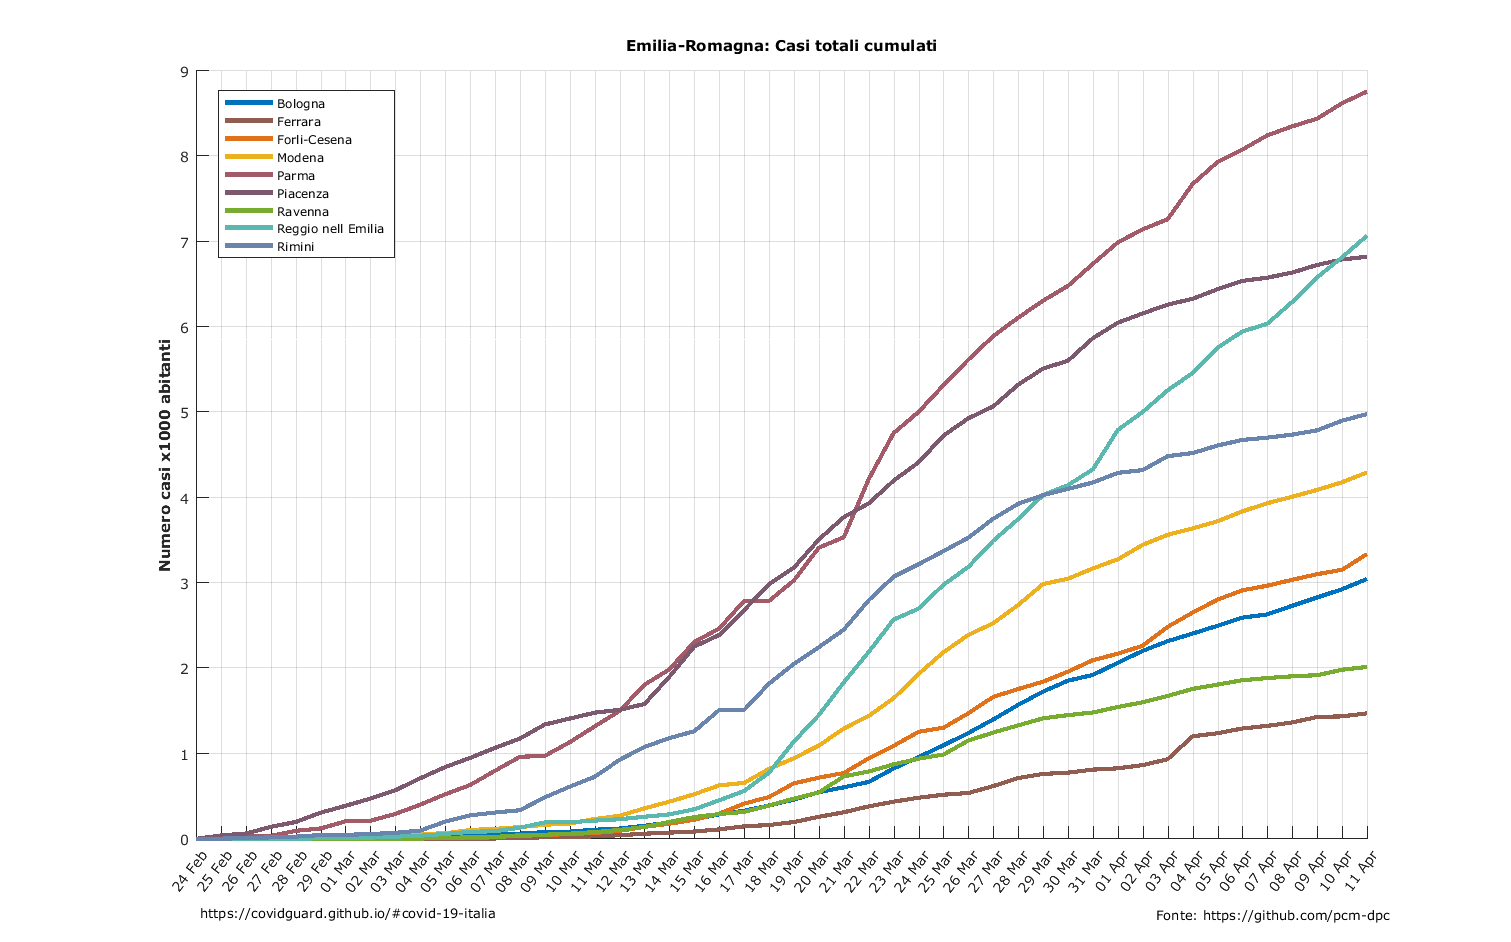 Emilia-Romagna: Casi totali cumulati
9
8
7
6
5
4
3
2
1
0
Numero casi x1000 abitanti
Bologna
Ferrara
Forlì-Cesena
Modena
Parma
Piacenza
Ravenna
Reggio nell Emilia
Rimini
24 Feb
25 Feb
26 Feb
27 Feb
28 Feb
29 Feb
01 Mar
02 Mar
03 Mar
04 Mar
05 Mar
06 Mar
07 Mar
08 Mar
09 Mar
10 Mar
11 Mar
12 Mar
13 Mar
14 Mar
15 Mar
16 Mar
17 Mar
18 Mar
19 Mar
20 Mar
21 Mar
22 Mar
23 Mar
24 Mar
25 Mar
26 Mar
27 Mar
28 Mar
29 Mar
30 Mar
31 Mar
01 Apr
02 Apr
03 Apr
04 Apr
05 Apr
06 Apr
07 Apr
08 Apr
09 Apr
10 Apr
11 Apr
https://covidguard.github.io/#covid-19-italia
Fonte: https://github.com/pcm-dpc